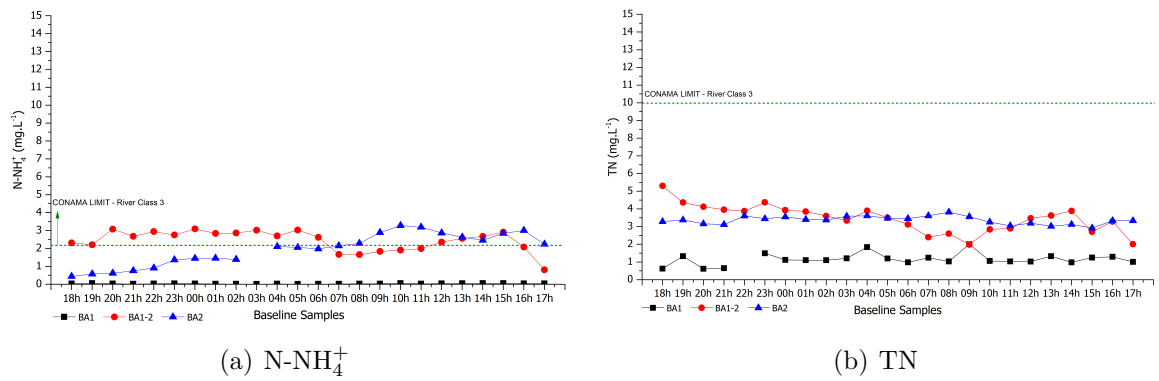 15
14
13
12
11
10
9
8
7
6
5
4
3
2
1
0
N-NH₄⁺ (mg.L⁻¹)
CONAMA LIMIT - River Class 3
18h 19h 20h 21h 22h 23h 00h 01h 02h 03h 04h 05h 06h 07h 08h 09h 10h 11h 12h 13h 14h 15h 16h 17h
BA1 BA1-2 BA2
Baseline Samples
(a) N-NH₄⁺
15
14
13
12
11
10
9
8
7
6
5
4
3
2
1
0
TN (mg.L⁻¹)
CONAMA LIMIT - River Class 3
18h 19h 20h 21h 22h 23h 00h 01h 02h 03h 04h 05h 06h 07h 08h 09h 10h 11h 12h 13h 14h 15h 16h 17h
BA1 BA1-2 BA2
Baseline Samples
(b) TN